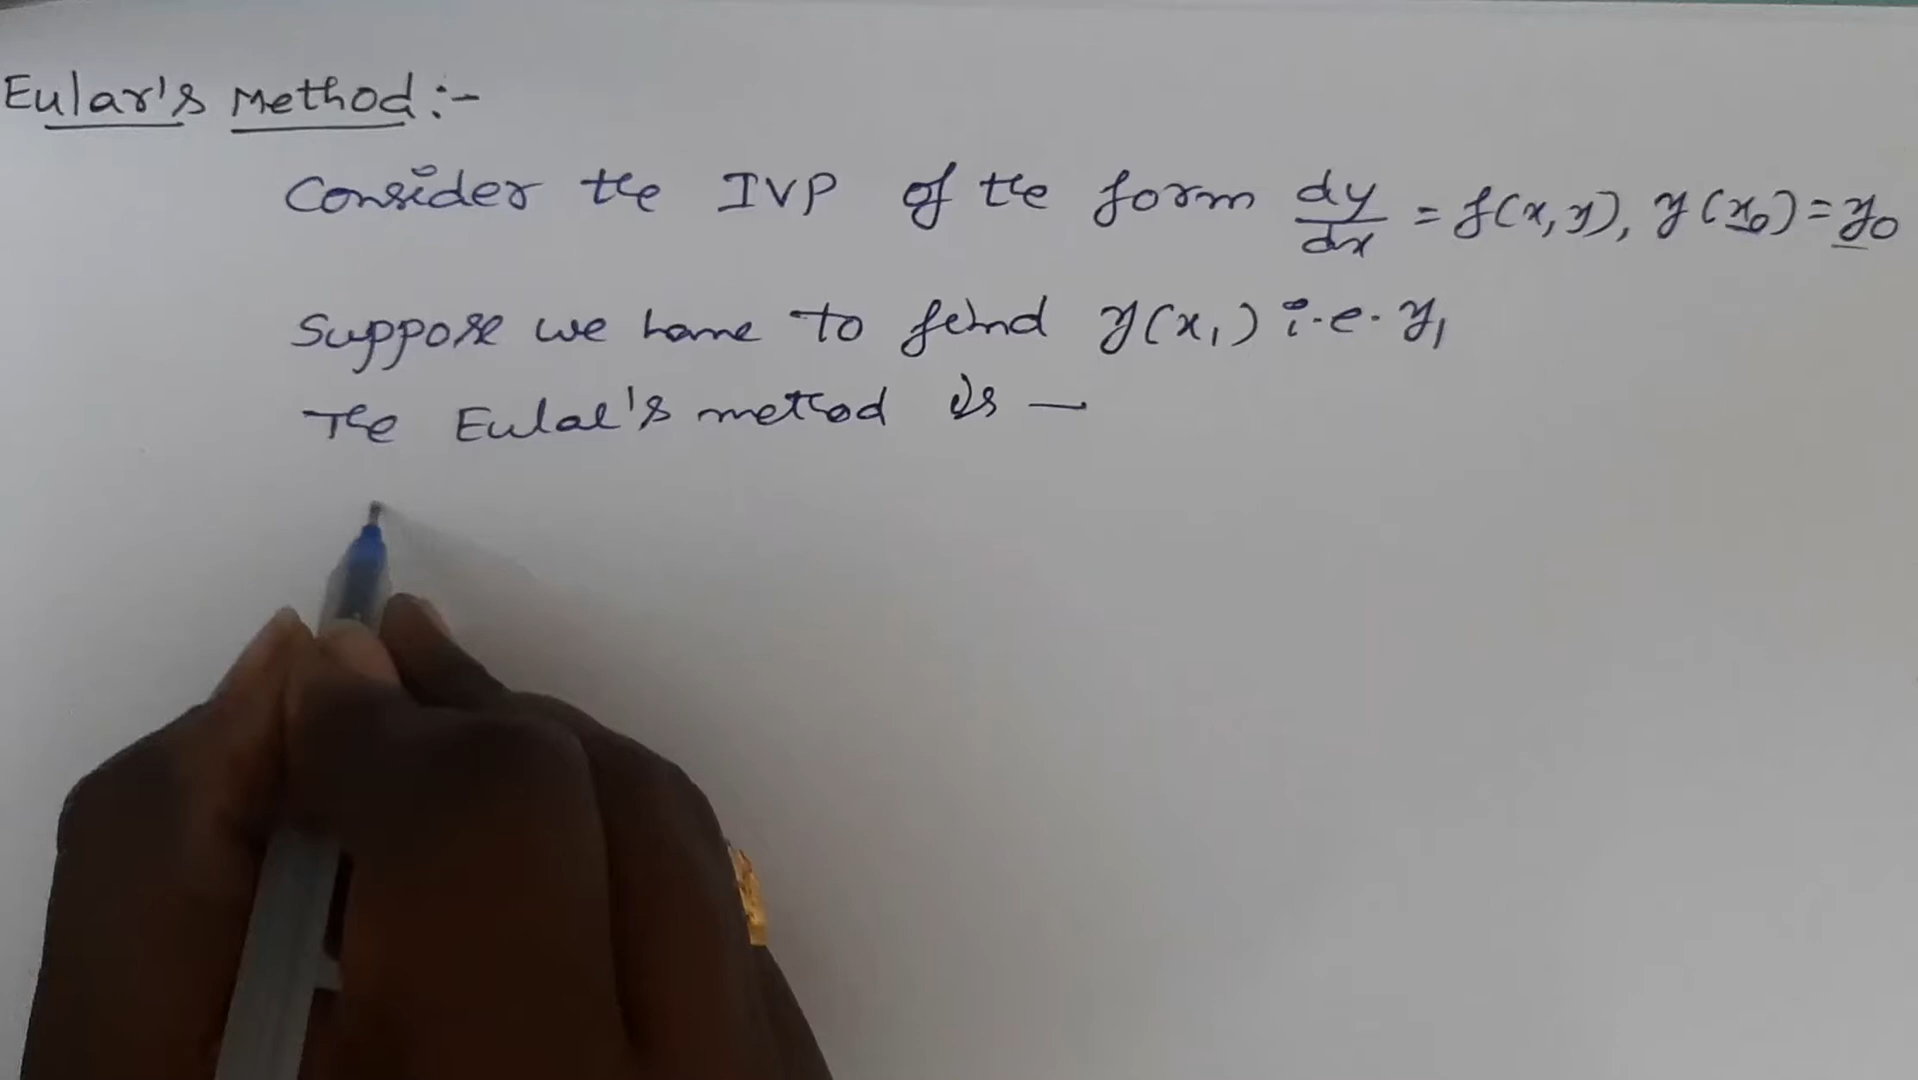 Eular's Method:-
Consider the IVP of the form dy/dx = f(x,y), y(x₀)=y₀
Suppose we have to find y(x₁) i.e. y₁
The Eular's method is —